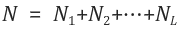 N = N₁+N₂+⋯+N_L